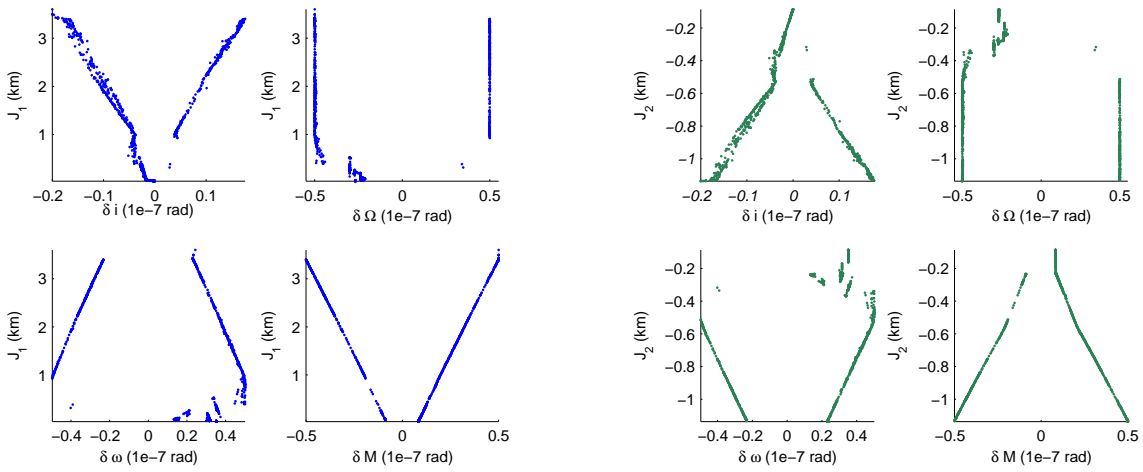 3
2
1
J1 (km)
−0.2 −0.1 0 0.1
δ i (1e−7 rad)
3
2
1
J1 (km)
−0.5 0 0.5
δ Ω (1e−7 rad)
−0.2
−0.4
−0.6
−0.8
−1
J2 (km)
−0.2 −0.1 0 0.1
δ i (1e−7 rad)
−0.2
−0.4
−0.6
−0.8
−1
J2 (km)
−0.5 0 0.5
δ Ω (1e−7 rad)
3
2
1
J1 (km)
−0.4 −0.2 0 0.2 0.4
δ ω (1e−7 rad)
3
2
1
J1 (km)
−0.5 0 0.5
δ M (1e−7 rad)
−0.2
−0.4
−0.6
−0.8
−1
J2 (km)
−0.4 −0.2 0 0.2 0.4
δ ω (1e−7 rad)
−0.2
−0.4
−0.6
−0.8
−1
J2 (km)
−0.5 0 0.5
δ M (1e−7 rad)